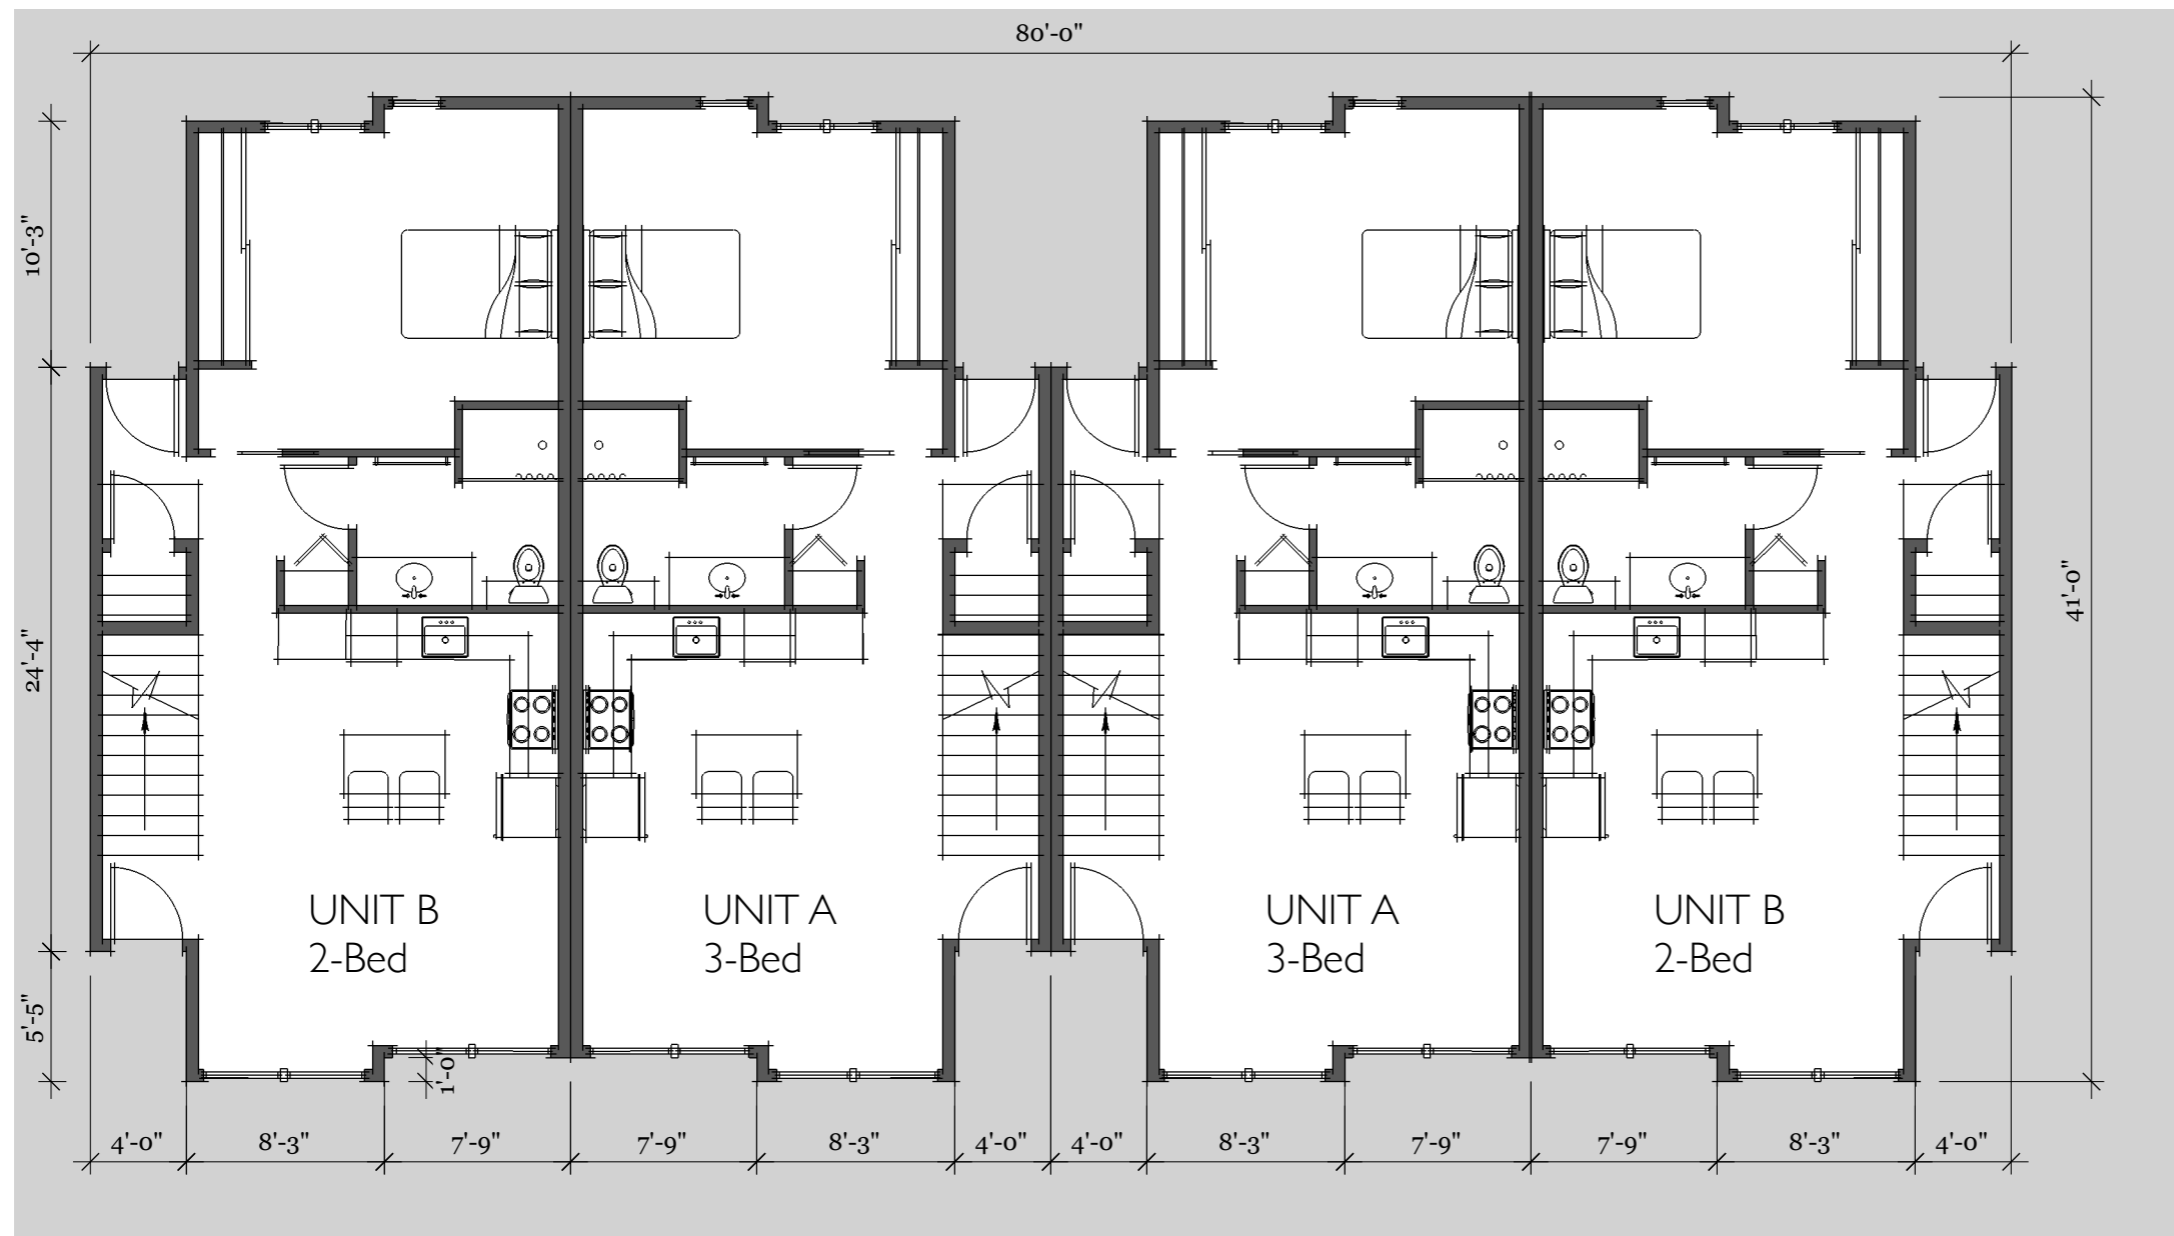 80'-0"
10'-3"
24'-4"
41'-0"
UNIT B
2-Bed
UNIT A
3-Bed
UNIT A
3-Bed
UNIT B
2-Bed
5'-5"
1'-0"
4'-0" 8'-3" 7'-9" 7'-9" 8'-3" 4'-0" 4'-0" 8'-3" 7'-9" 7'-9" 8'-3" 4'-0"